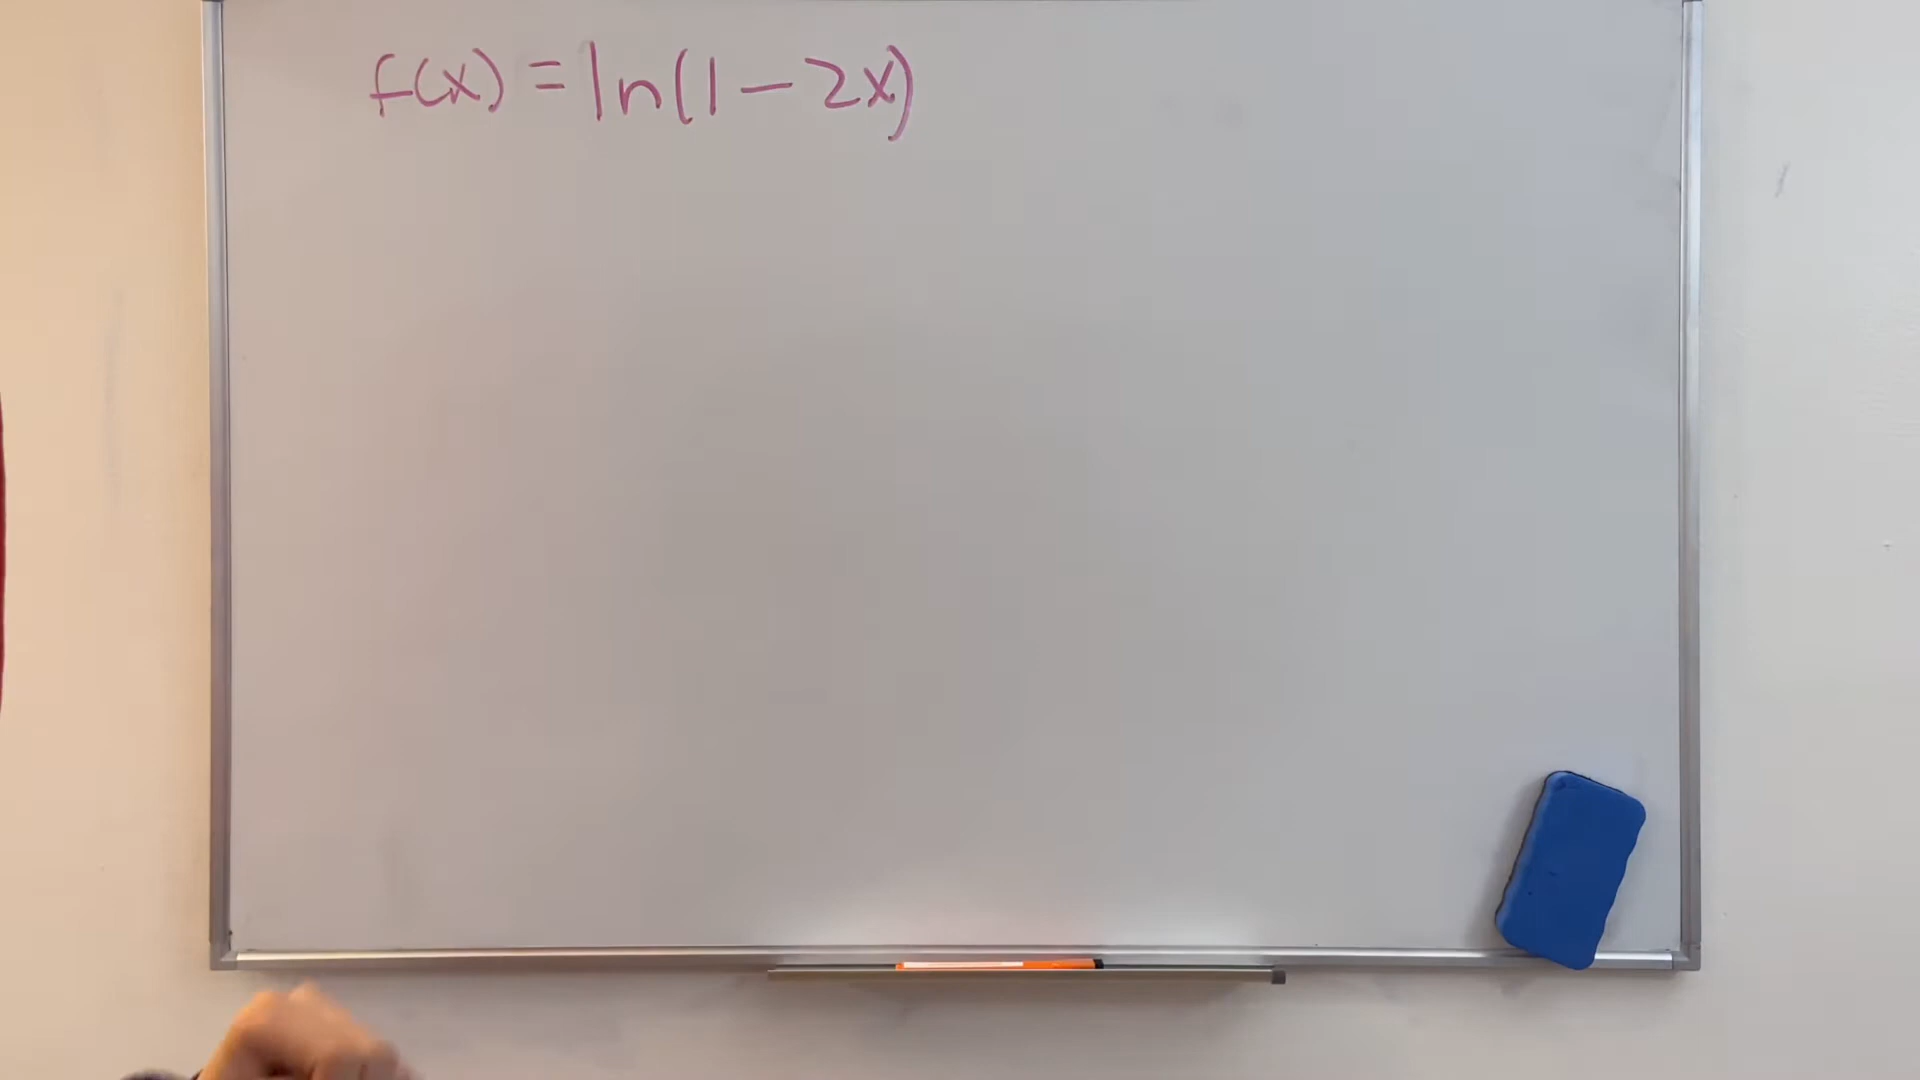 f(x) = ln(1-2x)